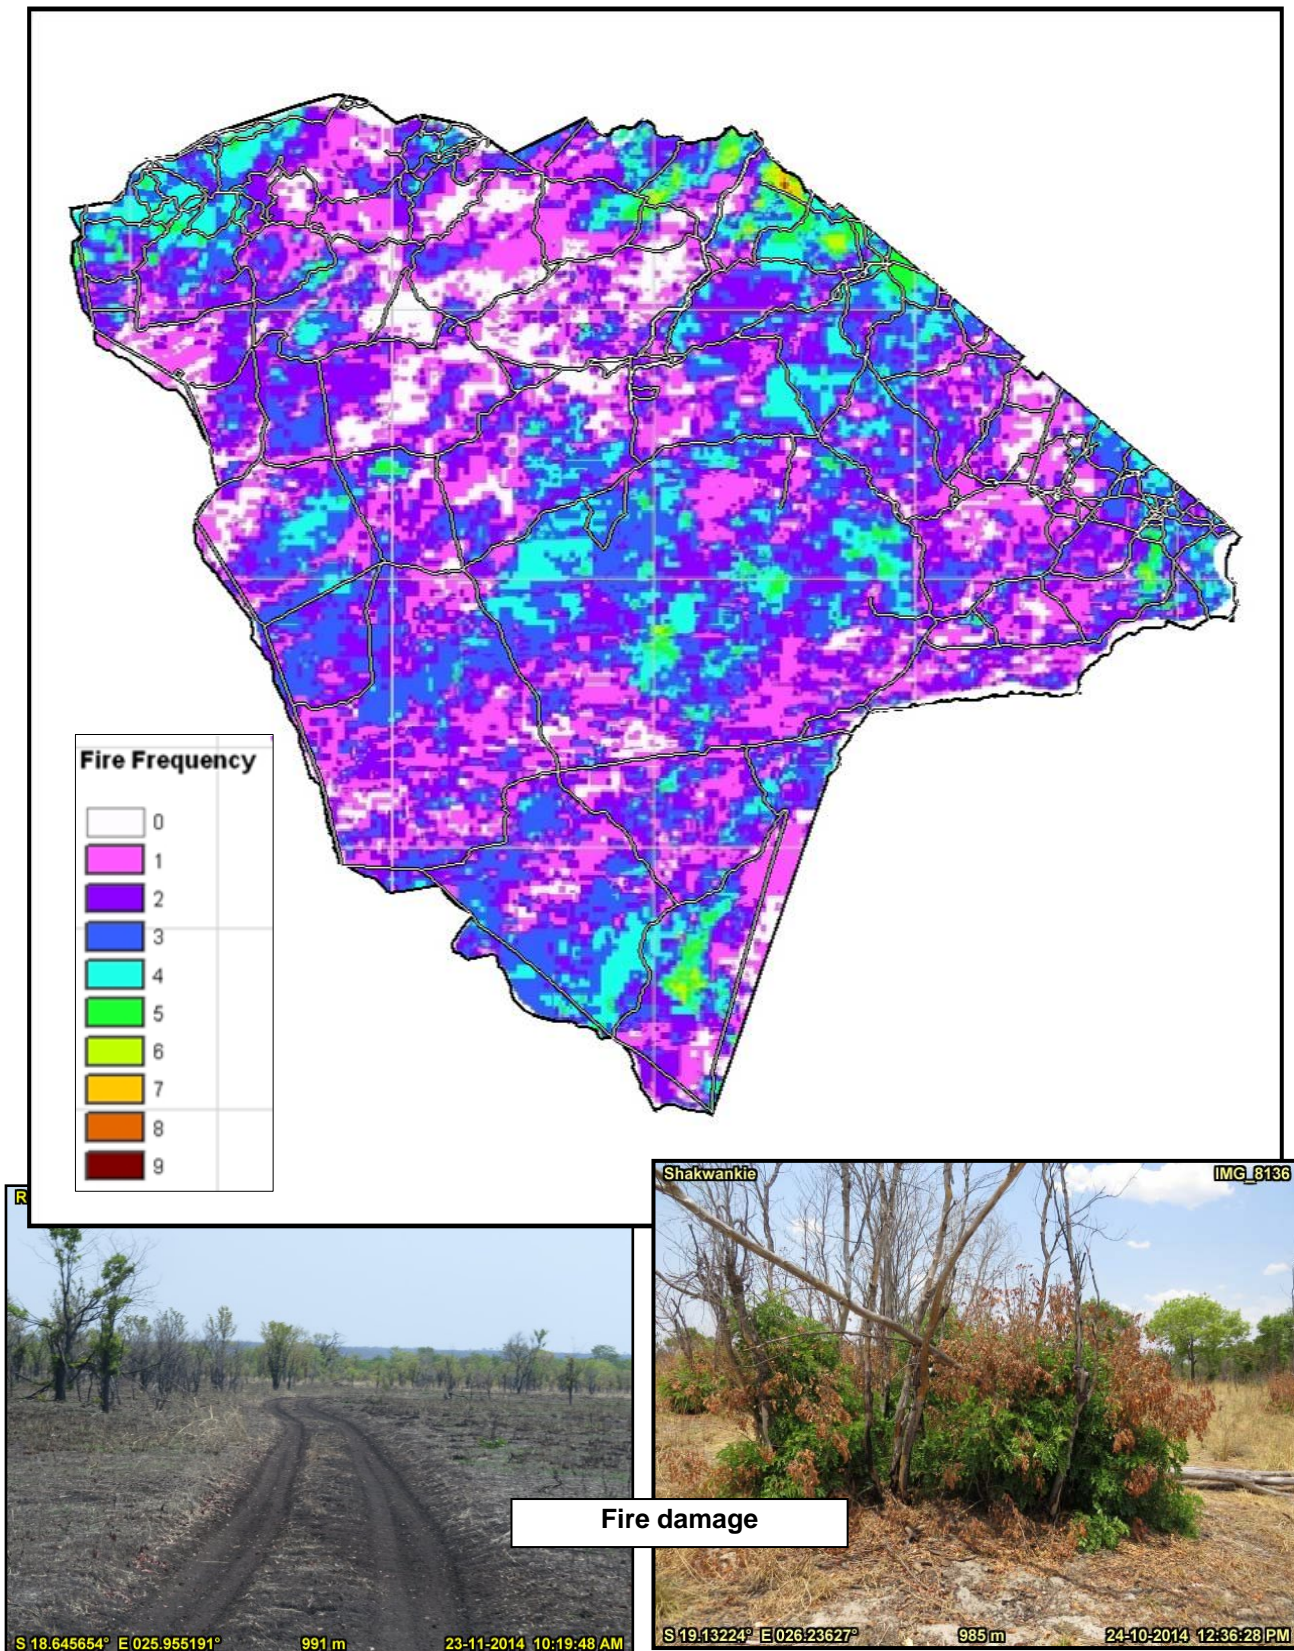 Fire Frequency
0
1
2
3
4
5
6
7
8
9
R
Shakwankie IMG_8136
Fire damage
S 18.645654° E 025.955191° 991 m 23-11-2014 10:19:48 AM
S 19.13224° E 026.23627° 985 m 24-10-2014 12:36:28 PM